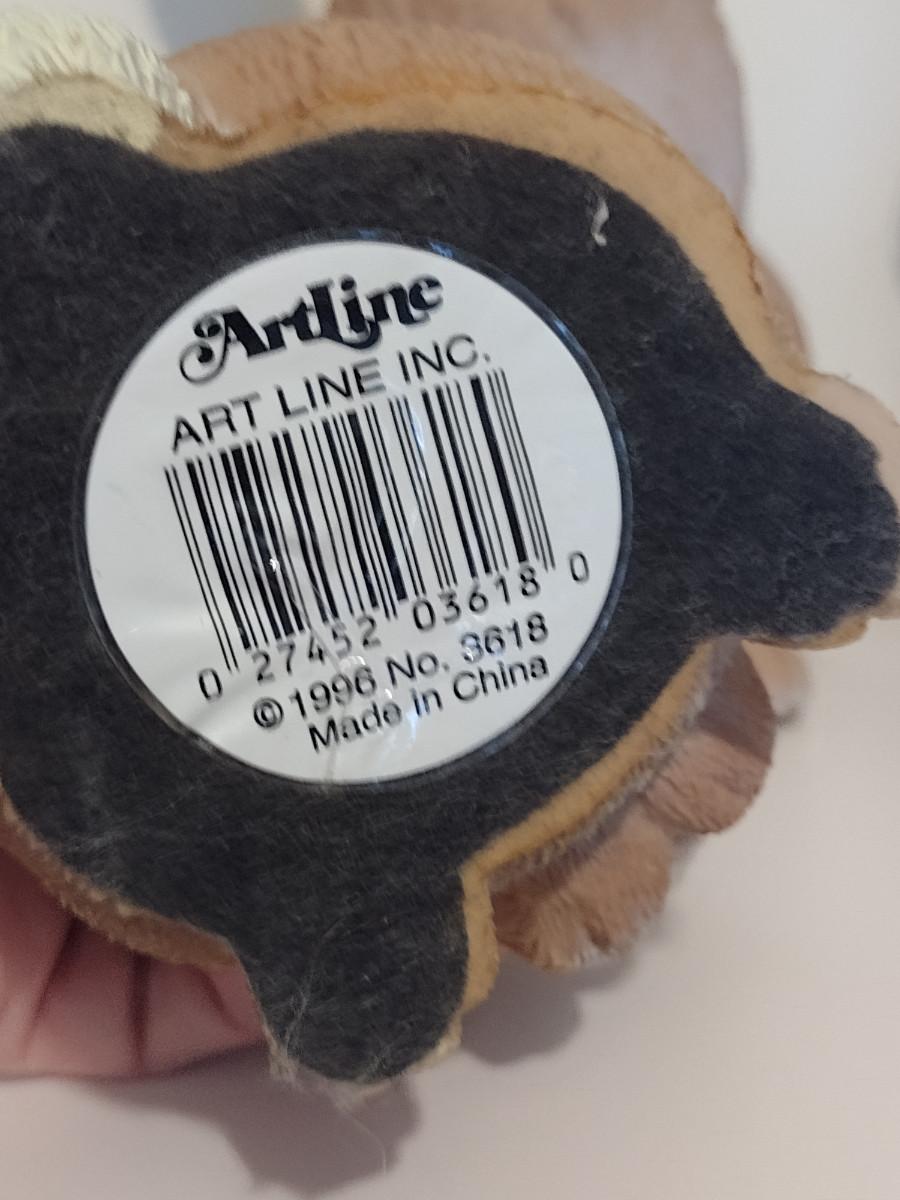 ArtLine
ART LINE INC.
0 27452 03618 0
©1996 No. 3618
Made in China